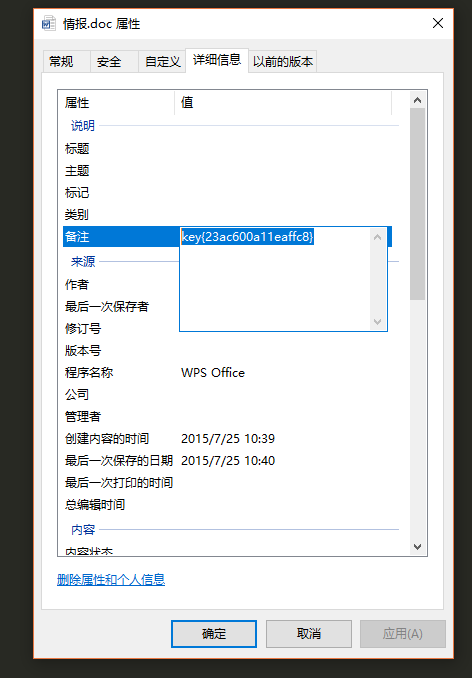 情报.doc 属性
常规 安全 自定义 详细信息 以前的版本
属性 值
说明
标题
主题
标记
类别
备注 key{23ac600a11eaffc8}
来源
作者
最后一次保存者
修订号
版本号
程序名称 WPS Office
公司
管理者
创建内容的时间 2015/7/25 10:39
最后一次保存的日期 2015/7/25 10:40
最后一次打印的时间
总编辑时间
内容
内容状态
删除属性和个人信息
确定 取消 应用(A)